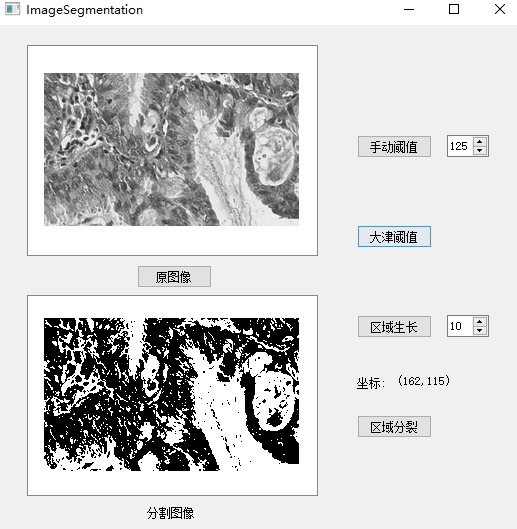 ImageSegmentation
手动阈值 125
大津阈值
原图像
区域生长 10
坐标: (162,115)
区域分裂
分割图像